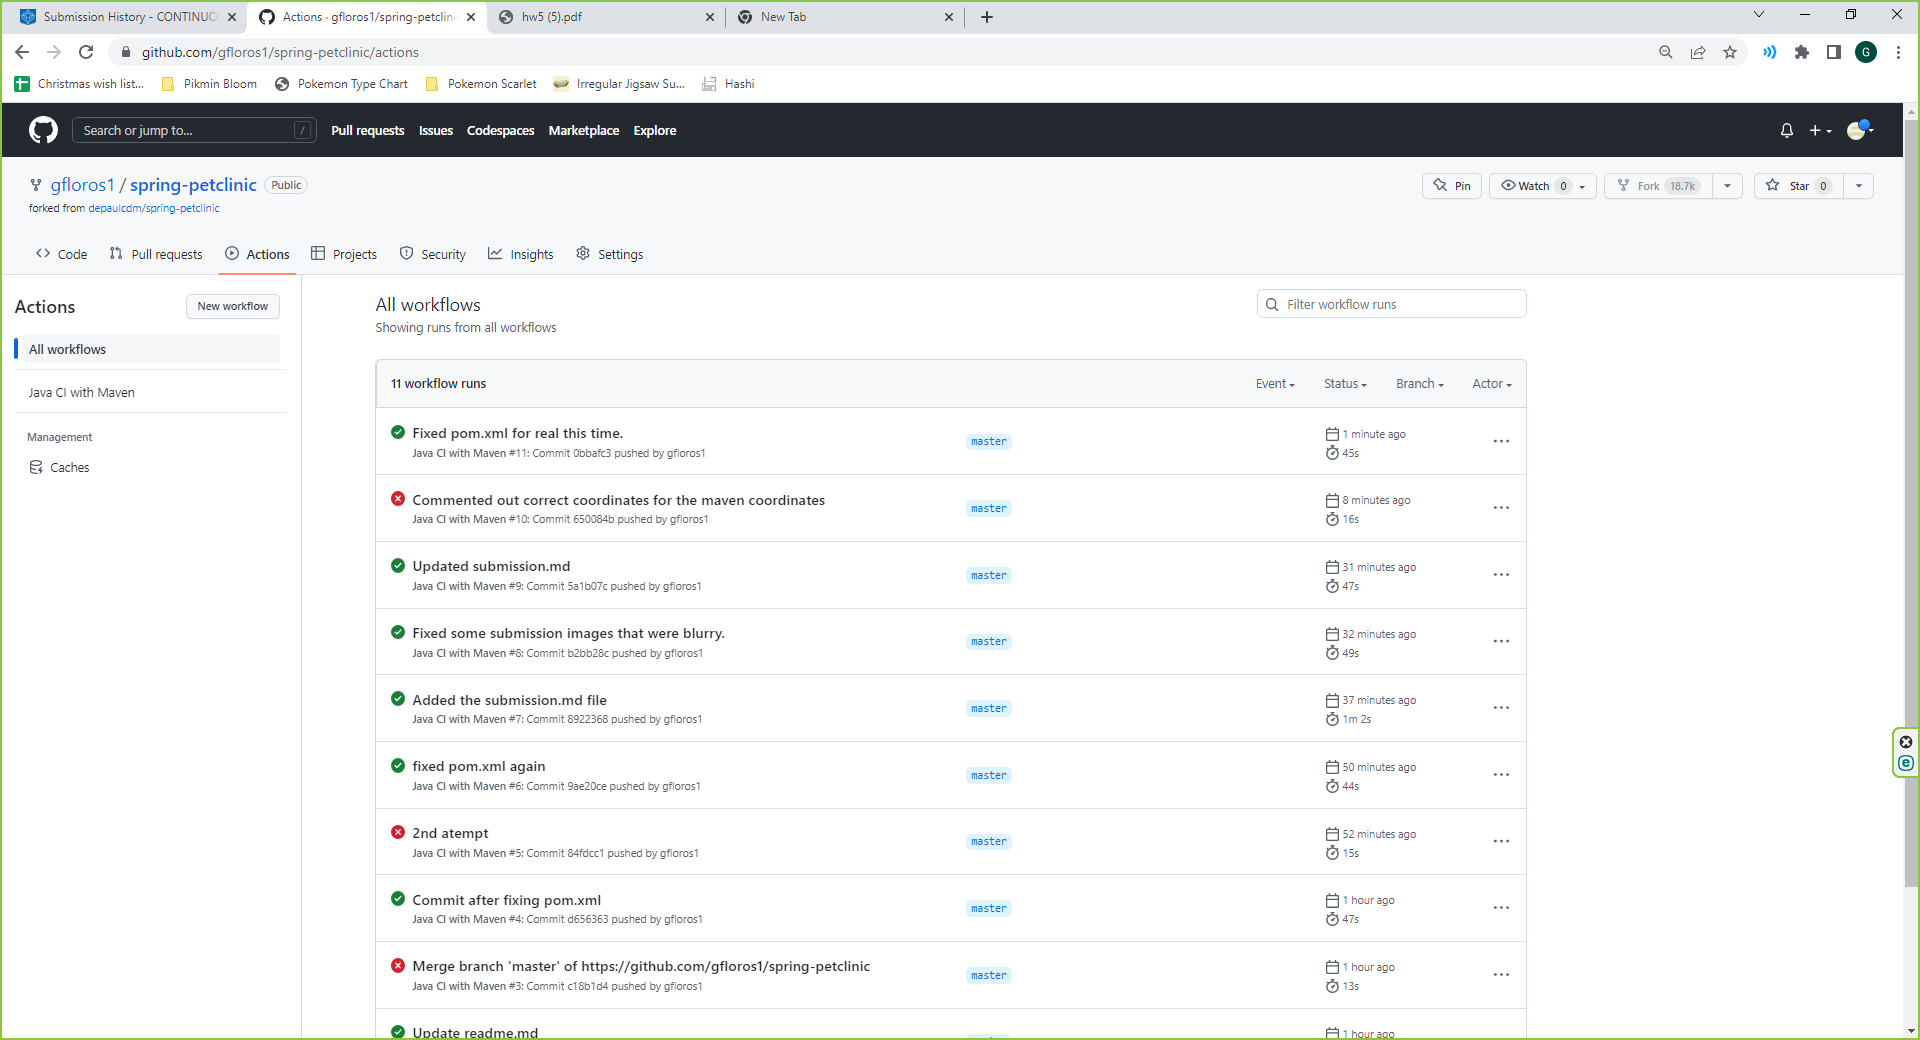 Submission History - CONTINUO
Actions · gfloros1/spring-petclini
hw5 (5).pdf
New Tab
github.com/gfloros1/spring-petclinic/actions
G
Christmas wish list...
Pikmin Bloom
Pokemon Type Chart
Pokemon Scarlet
Irregular Jigsaw Su...
Hashi
Search or jump to...
/
Pull requests
Issues
Codespaces
Marketplace
Explore
gfloros1 / spring-petclinic
Public
Pin
Watch 0
Fork 18.7k
Star 0
forked from depaulcdm/spring-petclinic
Code
Pull requests
Actions
Projects
Security
Insights
Settings
Actions
New workflow
All workflows
Java CI with Maven
Management
Caches
All workflows
Showing runs from all workflows
Filter workflow runs
11 workflow runs
Event
Status
Branch
Actor
Fixed pom.xml for real this time.
Java CI with Maven #11: Commit 0bbafc3 pushed by gfloros1
master
1 minute ago
45s
Commented out correct coordinates for the maven coordinates
Java CI with Maven #10: Commit 650084b pushed by gfloros1
master
8 minutes ago
16s
Updated submission.md
Java CI with Maven #9: Commit 5a1b07c pushed by gfloros1
master
31 minutes ago
47s
Fixed some submission images that were blurry.
Java CI with Maven #8: Commit b2bb28c pushed by gfloros1
master
32 minutes ago
49s
Added the submission.md file
Java CI with Maven #7: Commit 8922368 pushed by gfloros1
master
37 minutes ago
1m 2s
fixed pom.xml again
Java CI with Maven #6: Commit 9ae20ce pushed by gfloros1
master
50 minutes ago
44s
2nd atempt
Java CI with Maven #5: Commit 84fdcc1 pushed by gfloros1
master
52 minutes ago
15s
Commit after fixing pom.xml
Java CI with Maven #4: Commit d656363 pushed by gfloros1
master
1 hour ago
47s
Merge branch 'master' of https://github.com/gfloros1/spring-petclinic
Java CI with Maven #3: Commit c18b1d4 pushed by gfloros1
master
1 hour ago
13s
Update readme.md
1 hour ago